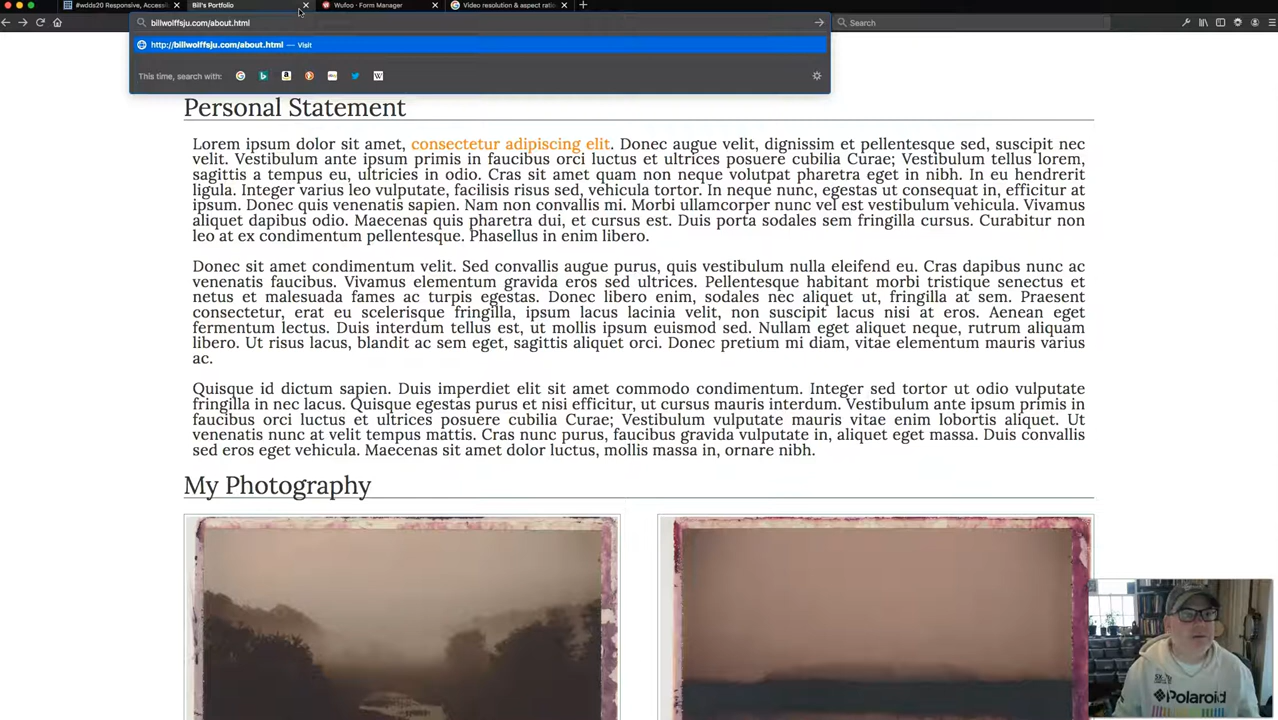 #wdds20 Responsive, Access
Bill's Portfolio
Wufoo · Form Manager
Video resolution & aspect ratio
billwolffsju.com/about.html
Search
http://billwolffsju.com/about.html — Visit
This time, search with:
Personal Statement
Lorem ipsum dolor sit amet, consectetur adipiscing elit. Donec augue velit, dignissim et pellentesque sed, suscipit nec
velit. Vestibulum ante ipsum primis in faucibus orci luctus et ultrices posuere cubilia Curae; Vestibulum tellus lorem,
sagittis a tempus eu, ultricies in odio. Cras sit amet quam non neque volutpat pharetra eget in nibh. In eu hendrerit
ligula. Integer varius leo vulputate, facilisis risus sed, vehicula tortor. In neque nunc, egestas ut consequat in, efficitur at
ipsum. Donec quis venenatis sapien. Nam non convallis mi. Morbi ullamcorper nunc vel est vestibulum vehicula. Vivamus
aliquet dapibus odio. Maecenas quis pharetra dui, et cursus est. Duis porta sodales sem fringilla cursus. Curabitur non
leo at ex condimentum pellentesque. Phasellus in enim libero.
Donec sit amet condimentum velit. Sed convallis augue purus, quis vestibulum nulla eleifend eu. Cras dapibus nunc ac
venenatis faucibus. Vivamus elementum gravida eros sed ultrices. Pellentesque habitant morbi tristique senectus et
netus et malesuada fames ac turpis egestas. Donec libero enim, sodales nec aliquet ut, fringilla at sem. Praesent
consectetur, erat eu scelerisque fringilla, ipsum lacus lacinia velit, non suscipit lacus nisi at eros. Aenean eget
fermentum lectus. Duis interdum tellus est, ut mollis ipsum euismod sed. Nullam eget aliquet neque, rutrum aliquam
libero. Ut risus lacus, blandit ac sem eget, sagittis aliquet orci. Donec pretium mi diam, vitae elementum mauris varius
ac.
Quisque id dictum sapien. Duis imperdiet elit sit amet commodo condimentum. Integer sed tortor ut odio vulputate
fringilla in nec lacus. Quisque egestas purus et nisi efficitur, ut cursus mauris interdum. Vestibulum ante ipsum primis in
faucibus orci luctus et ultrices posuere cubilia Curae; Vestibulum vulputate mauris vitae enim lobortis aliquet. Ut
venenatis nunc at velit tempus mattis. Cras nunc purus, faucibus gravida vulputate in, aliquet eget massa. Duis convallis
sed eros eget vehicula. Maecenas sit amet dolor luctus, mollis massa in, ornare nibh.
My Photography
Polaroid